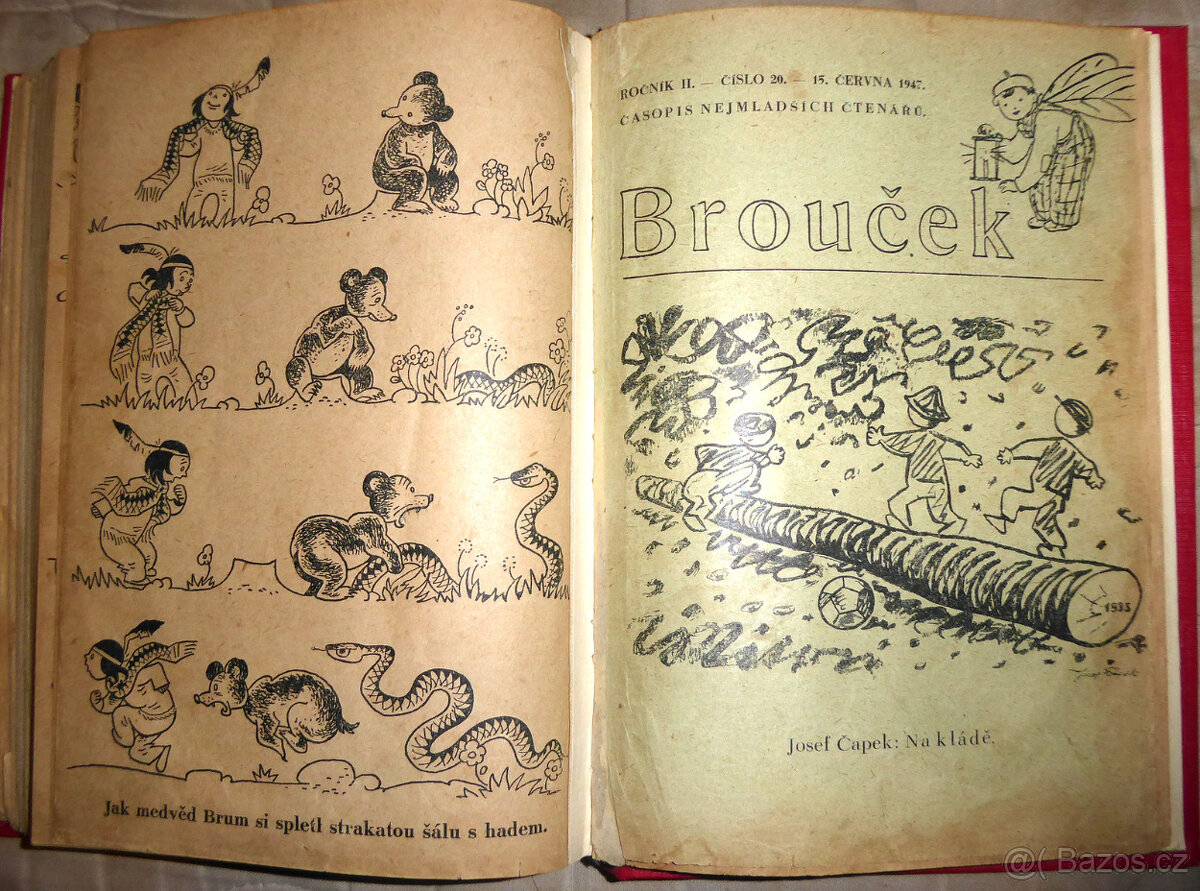 Jak medvěd Brum si spletl strakatou šálu s hadem.
ROČNÍK II. — ČÍSLO 20. — 15. ČERVNA 1947.
ČASOPIS NEJMLADŠÍCH ČTENÁŘŮ.
Brouček
1935
Josef Čapek: Na kládě.
@( Bazos.cz